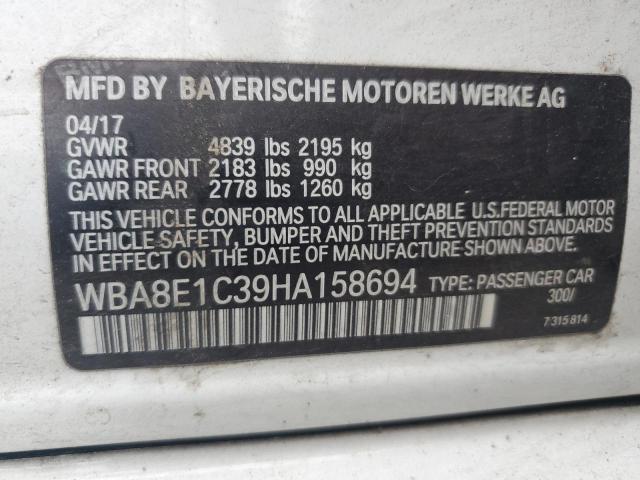 MFD BY BAYERISCHE MOTOREN WERKE AG
04/17
GVWR 4839 lbs 2195 kg
GAWR FRONT 2183 lbs 990 kg
GAWR REAR 2778 lbs 1260 kg
THIS VEHICLE CONFORMS TO ALL APPLICABLE U.S.FEDERAL MOTOR
VEHICLE SAFETY, BUMPER AND THEFT PREVENTION STANDARDS
IN EFFECT ON THE DATE OF MANUFACTURE SHOWN ABOVE.
WBA8E1C39HA158694 TYPE: PASSENGER CAR
300/
7315814